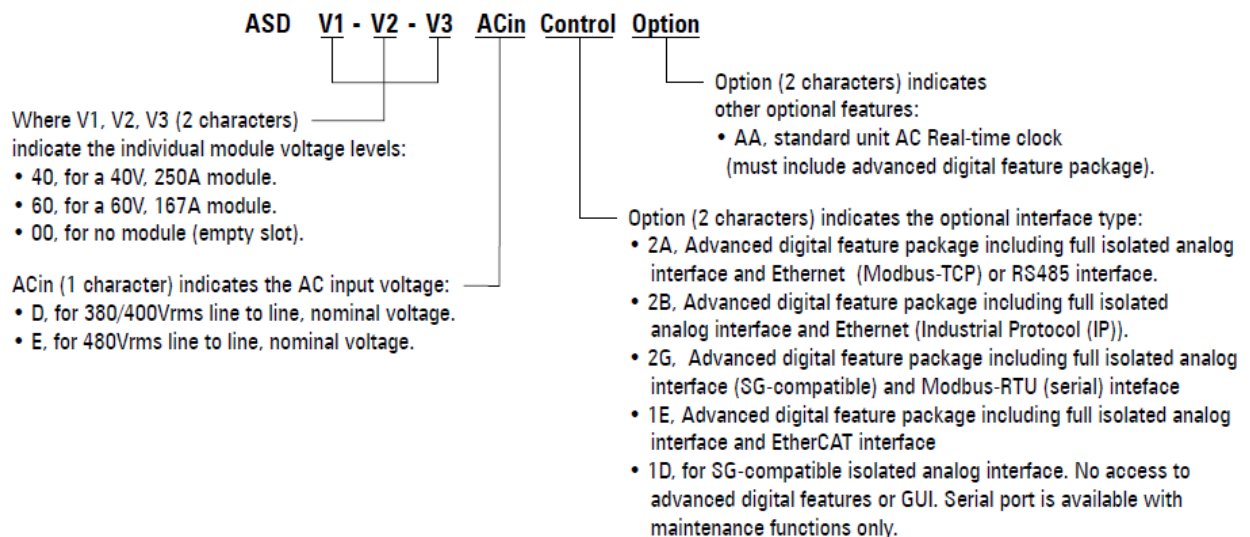 ASD V1 - V2 - V3 ACin Control Option
Where V1, V2, V3 (2 characters)
indicate the individual module voltage levels:
• 40, for a 40V, 250A module.
• 60, for a 60V, 167A module.
• 00, for no module (empty slot).
ACin (1 character) indicates the AC input voltage:
• D, for 380/400Vrms line to line, nominal voltage.
• E, for 480Vrms line to line, nominal voltage.
Option (2 characters) indicates
other optional features:
• AA, standard unit AC Real-time clock
(must include advanced digital feature package).
Option (2 characters) indicates the optional interface type:
• 2A, Advanced digital feature package including full isolated analog
interface and Ethernet (Modbus-TCP) or RS485 interface.
• 2B, Advanced digital feature package including full isolated
analog interface and Ethernet (Industrial Protocol (IP)).
• 2G, Advanced digital feature package including full isolated analog
interface (SG-compatible) and Modbus-RTU (serial) inteface
• 1E, Advanced digital feature package including full isolated analog
interface and EtherCAT interface
• 1D, for SG-compatible isolated analog interface. No access to
advanced digital features or GUI. Serial port is available with
maintenance functions only.